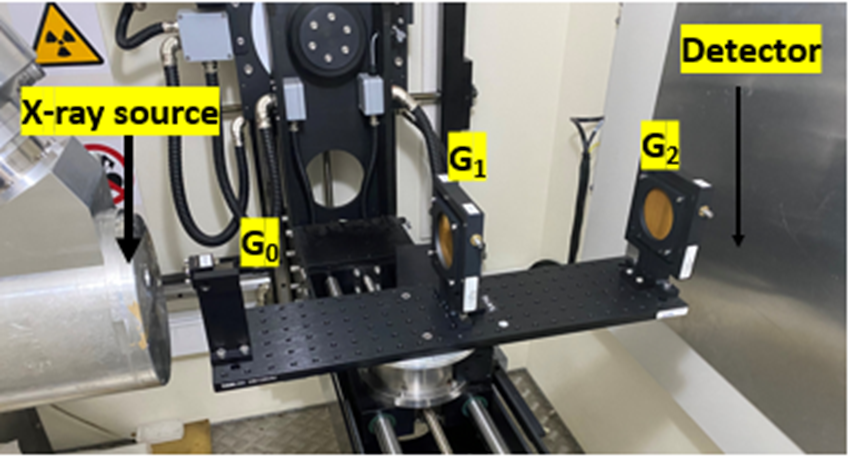 Detector
X-ray source
G₁
G₂
G₀